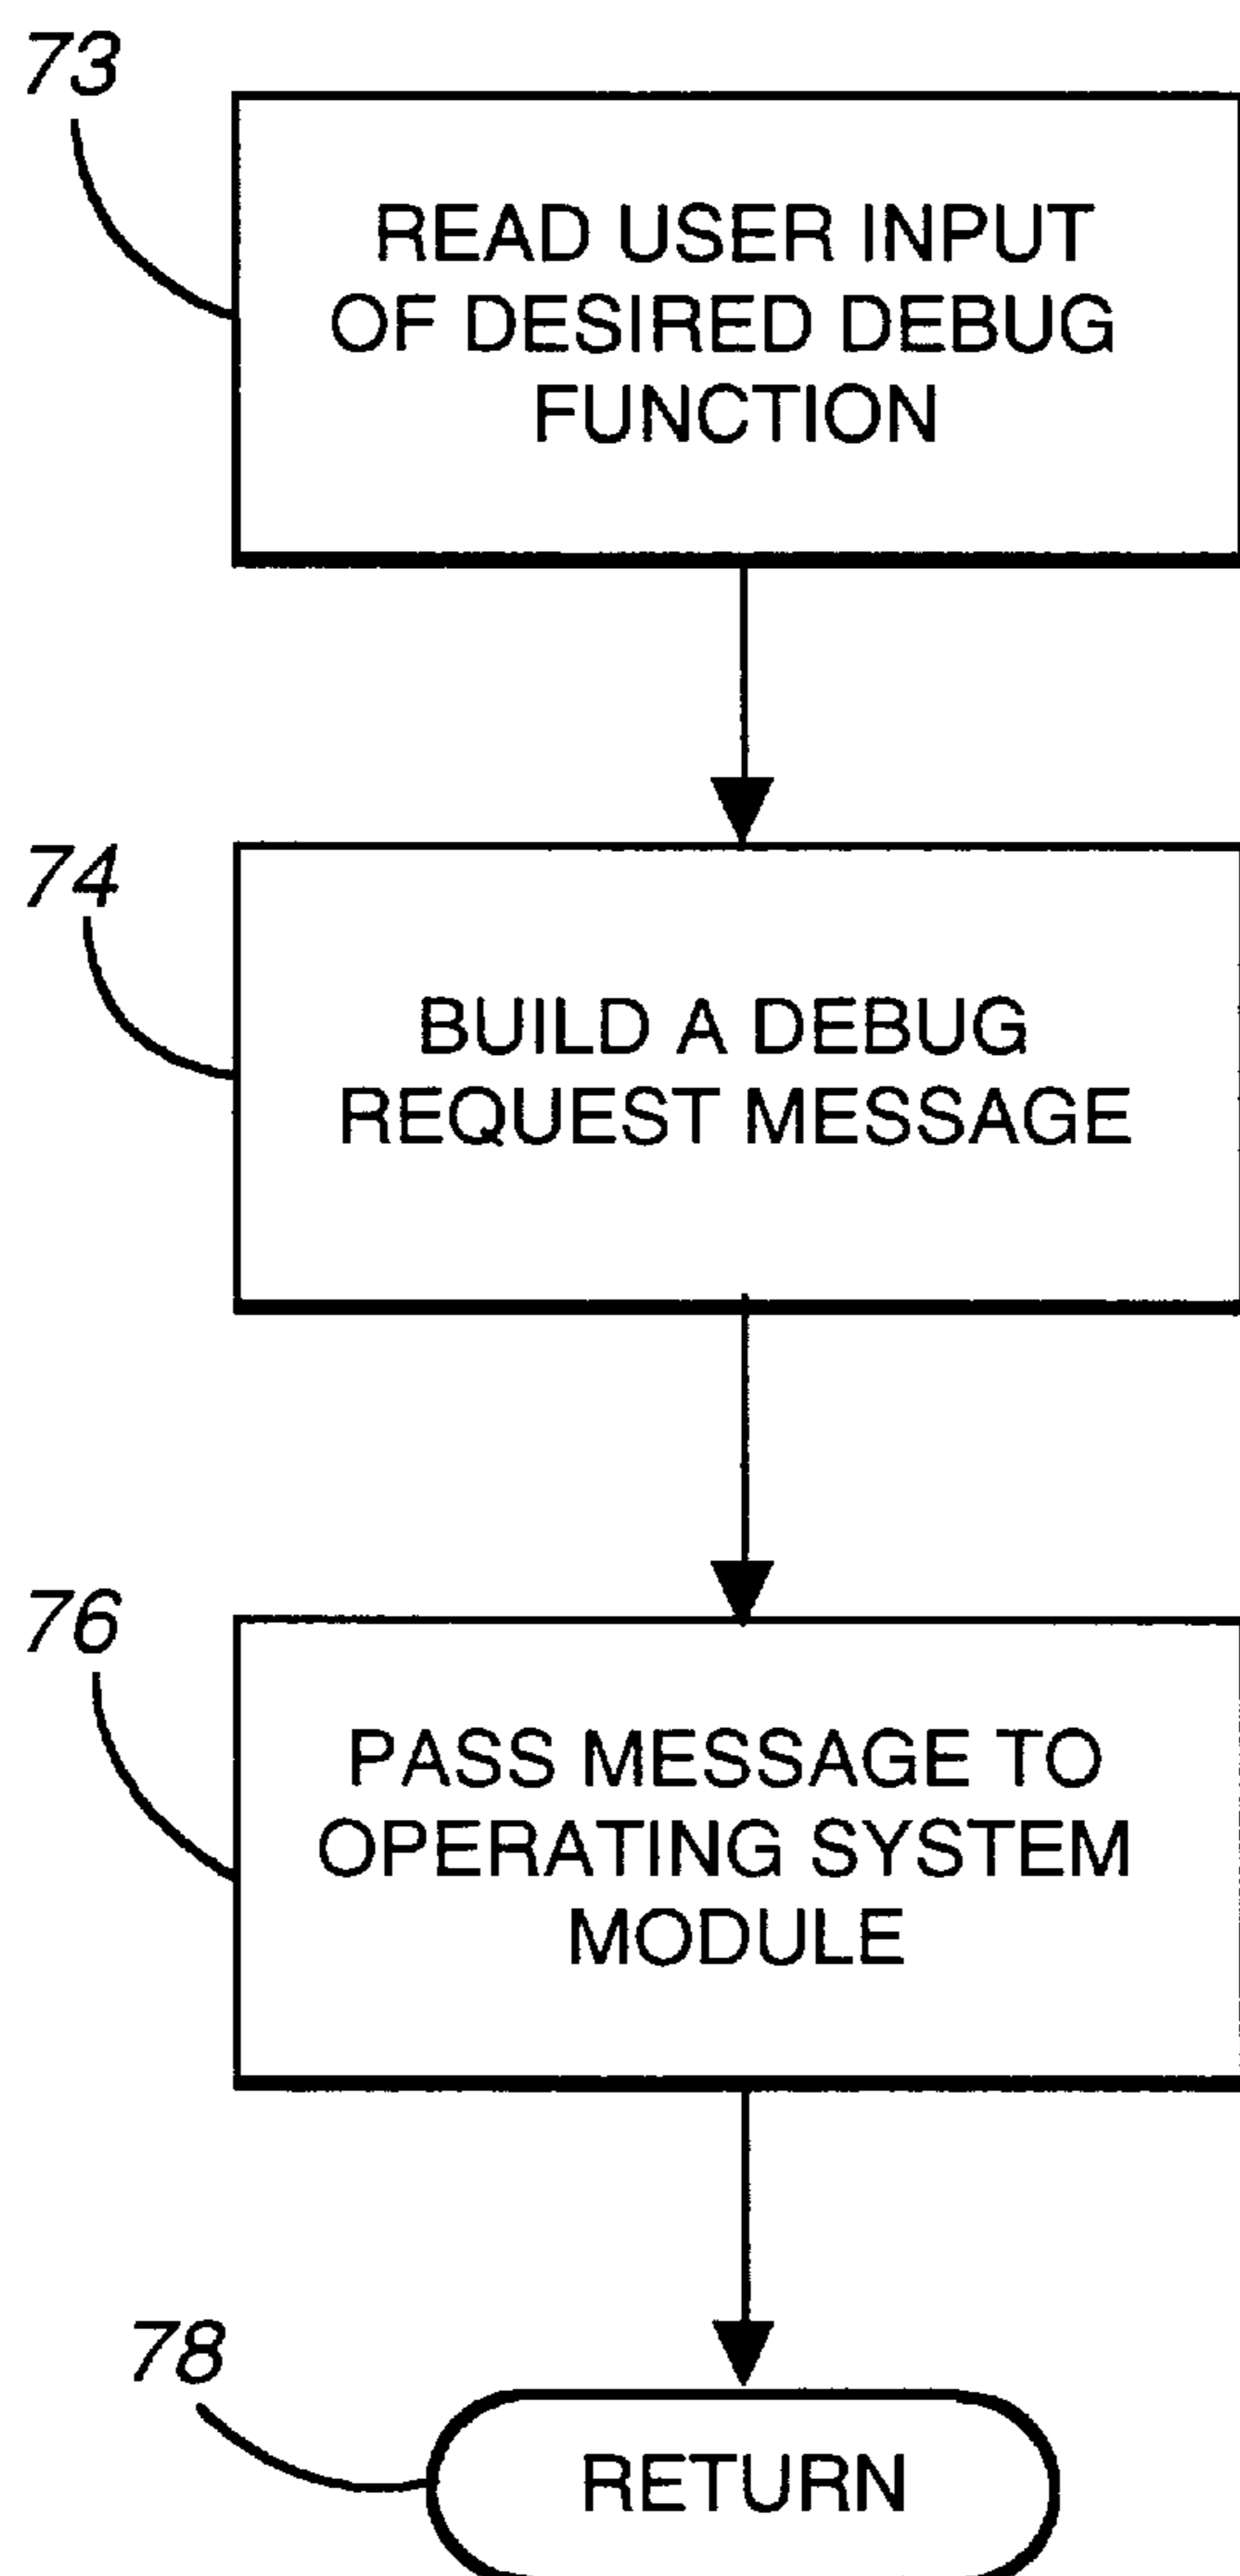 73
READ USER INPUT
OF DESIRED DEBUG
FUNCTION
74
BUILD A DEBUG
REQUEST MESSAGE
76
PASS MESSAGE TO
OPERATING SYSTEM
MODULE
78
RETURN